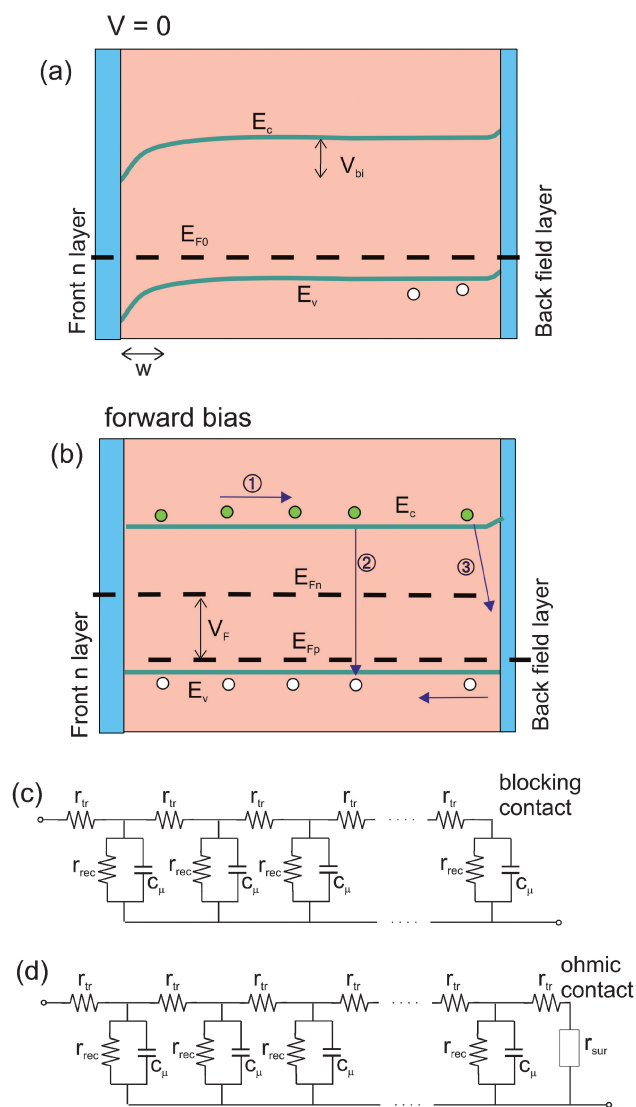 V = 0
(a)
E_c
V_bi
E_F0
E_v
Front n layer
Back field layer
w
forward bias
(b)
①
E_c
②
③
E_Fn
V_F
E_Fp
E_v
Front n layer
Back field layer
(c)
blocking
contact
r_tr r_tr r_tr r_tr r_tr
r_rec c_μ r_rec c_μ r_rec c_μ r_rec c_μ
(d)
ohmic
contact
r_tr r_tr r_tr r_tr r_tr r_tr
r_rec c_μ r_rec c_μ r_rec c_μ r_rec c_μ r_sur